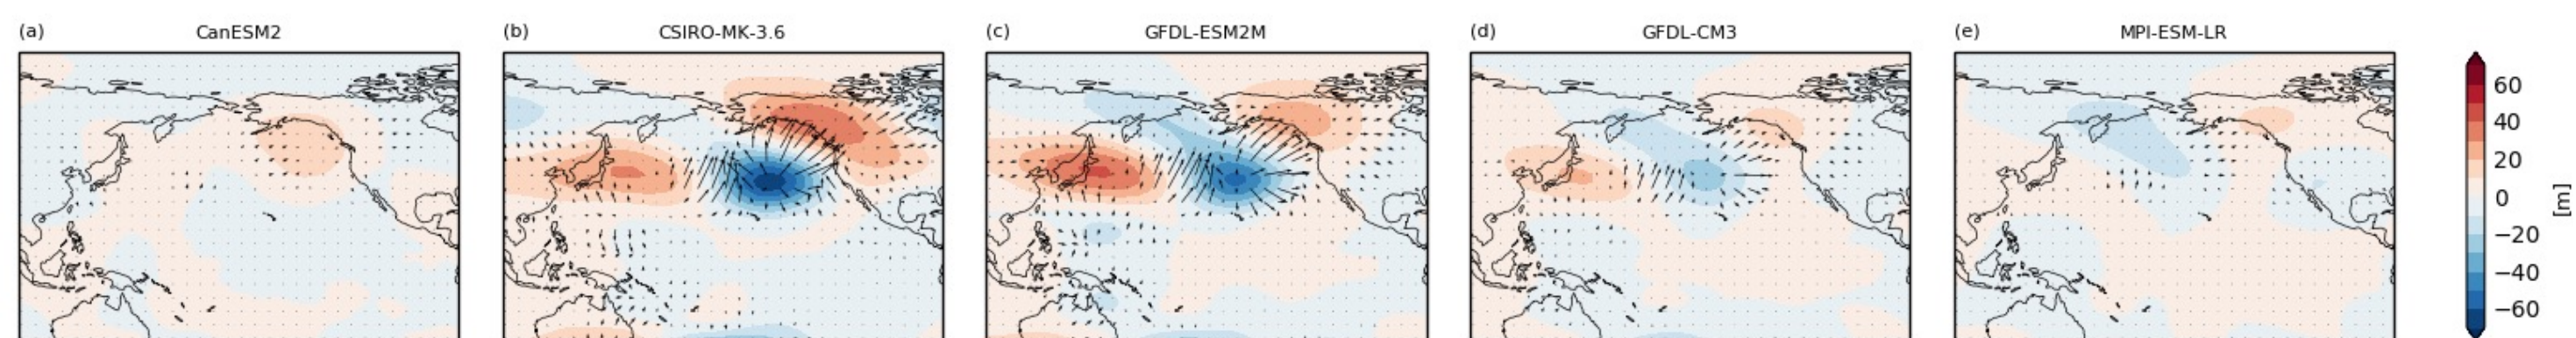 (a) CanESM2
(b) CSIRO-MK-3.6
(c) GFDL-ESM2M
(d) GFDL-CM3
(e) MPI-ESM-LR
60
40
20
0
−20
−40
−60
[m]